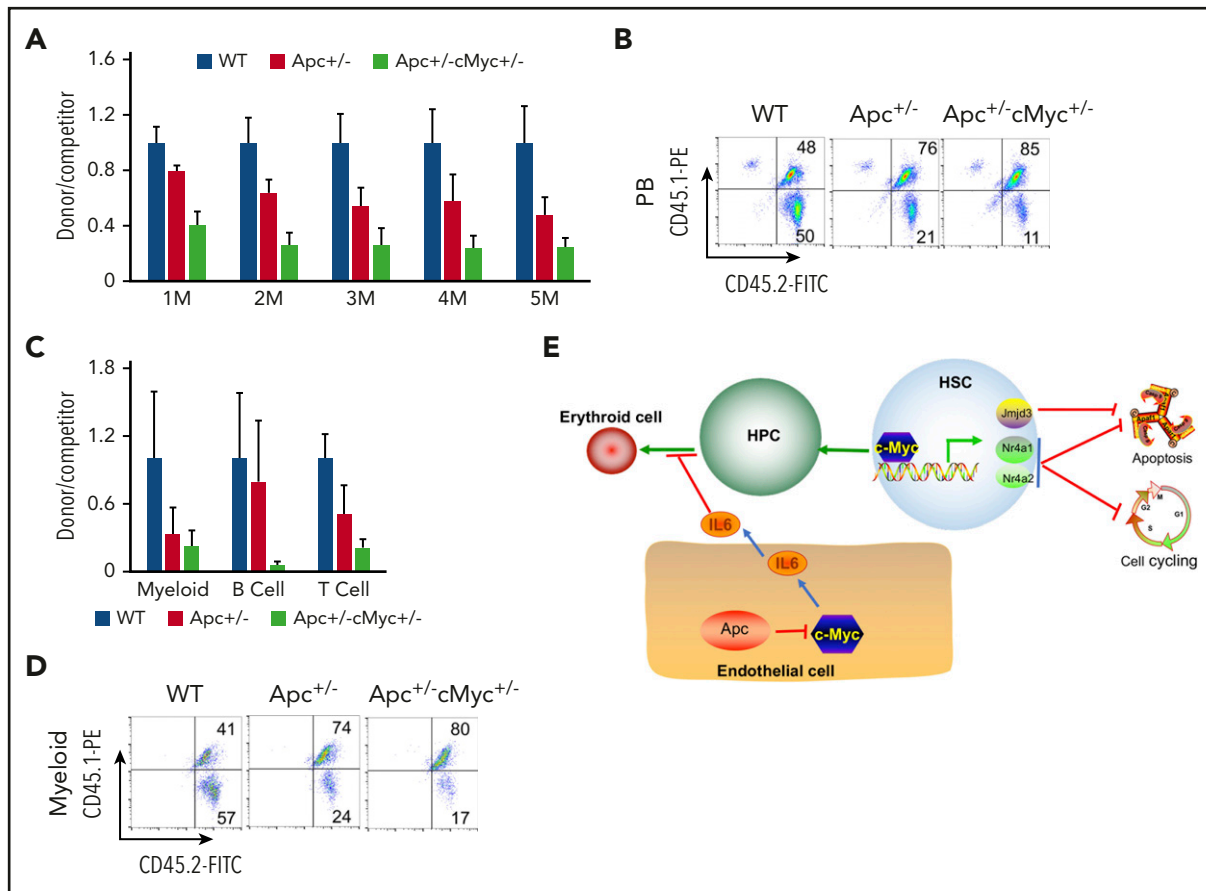 A
WT Apc+/- Apc+/-cMyc+/-
Donor/competitor
1.6
1.2
0.8
0.4
0
1M 2M 3M 4M 5M
B
WT Apc+/- Apc+/-cMyc+/-
PB
CD45.1-PE
48 76 85
50 21 11
CD45.2-FITC
C
Donor/competitor
1.8
1.2
0.6
0
Myeloid B Cell T Cell
WT Apc+/- Apc+/-cMyc+/-
D
WT Apc+/- Apc+/-cMyc+/-
Myeloid
CD45.1-PE
41 74 80
57 24 17
CD45.2-FITC
E
HSC
Erythroid cell
HPC
c-Myc
Jmjd3
Nr4a1
Nr4a2
Apoptosis
M
G2 G1
S
Cell cycling
IL6
IL6
Apc
c-Myc
Endothelial cell